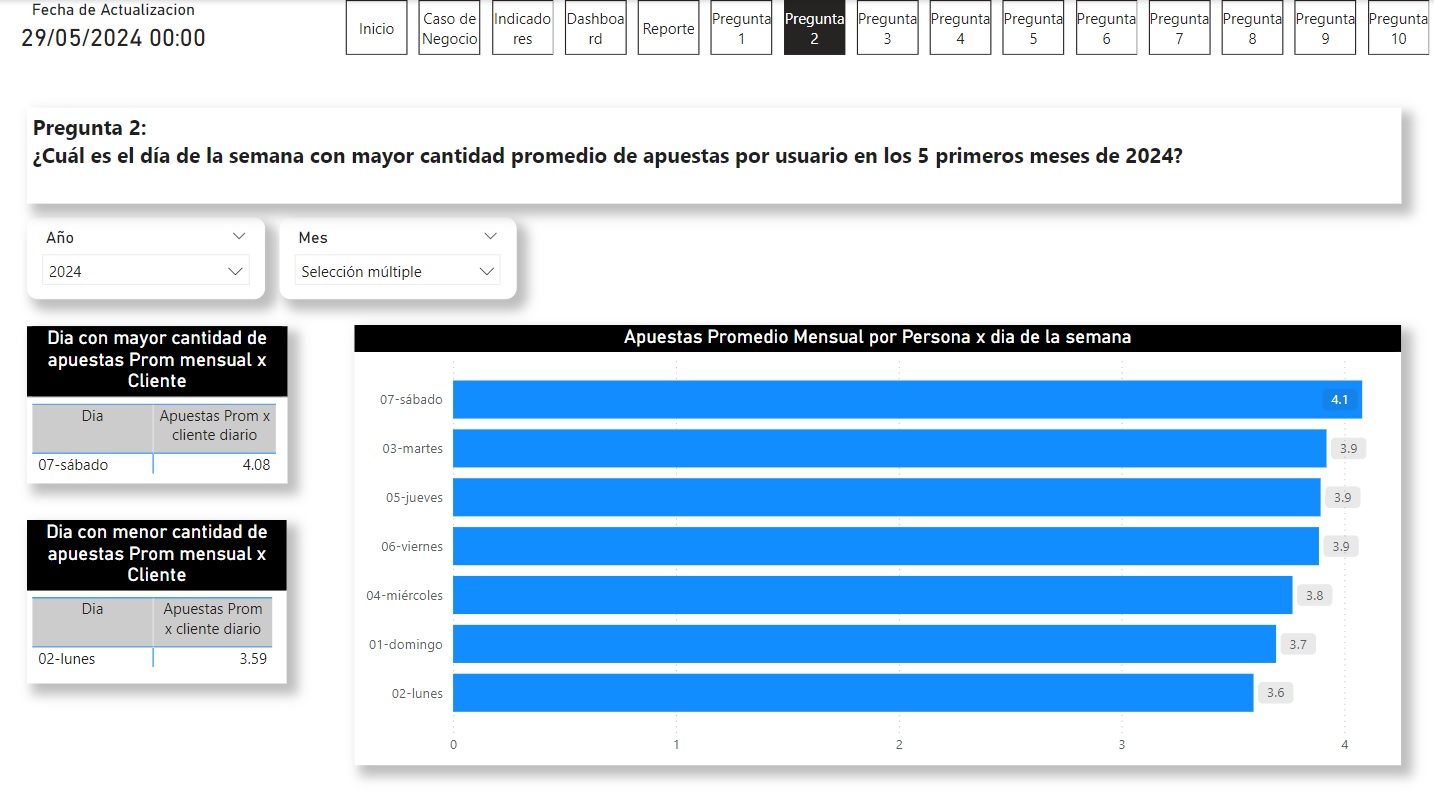 Fecha de Actualizacion
29/05/2024 00:00
Inicio
Caso de
Negocio
Indicado
res
Dashboa
rd
Reporte
Pregunta
1
Pregunta
2
Pregunta
3
Pregunta
4
Pregunta
5
Pregunta
6
Pregunta
7
Pregunta
8
Pregunta
9
Pregunta
10
Pregunta 2:
¿Cuál es el día de la semana con mayor cantidad promedio de apuestas por usuario en los 5 primeros meses de 2024?
Año
2024
Mes
Selección múltiple
Dia con mayor cantidad de
apuestas Prom mensual x
Cliente
Dia
Apuestas Prom x
cliente diario
07-sábado
4.08
Dia con menor cantidad de
apuestas Prom mensual x
Cliente
Dia
Apuestas Prom
x cliente diario
02-lunes
3.59
Apuestas Promedio Mensual por Persona x dia de la semana
07-sábado 4.1
03-martes 3.9
05-jueves 3.9
06-viernes 3.9
04-miércoles 3.8
01-domingo 3.7
02-lunes 3.6
0 1 2 3 4